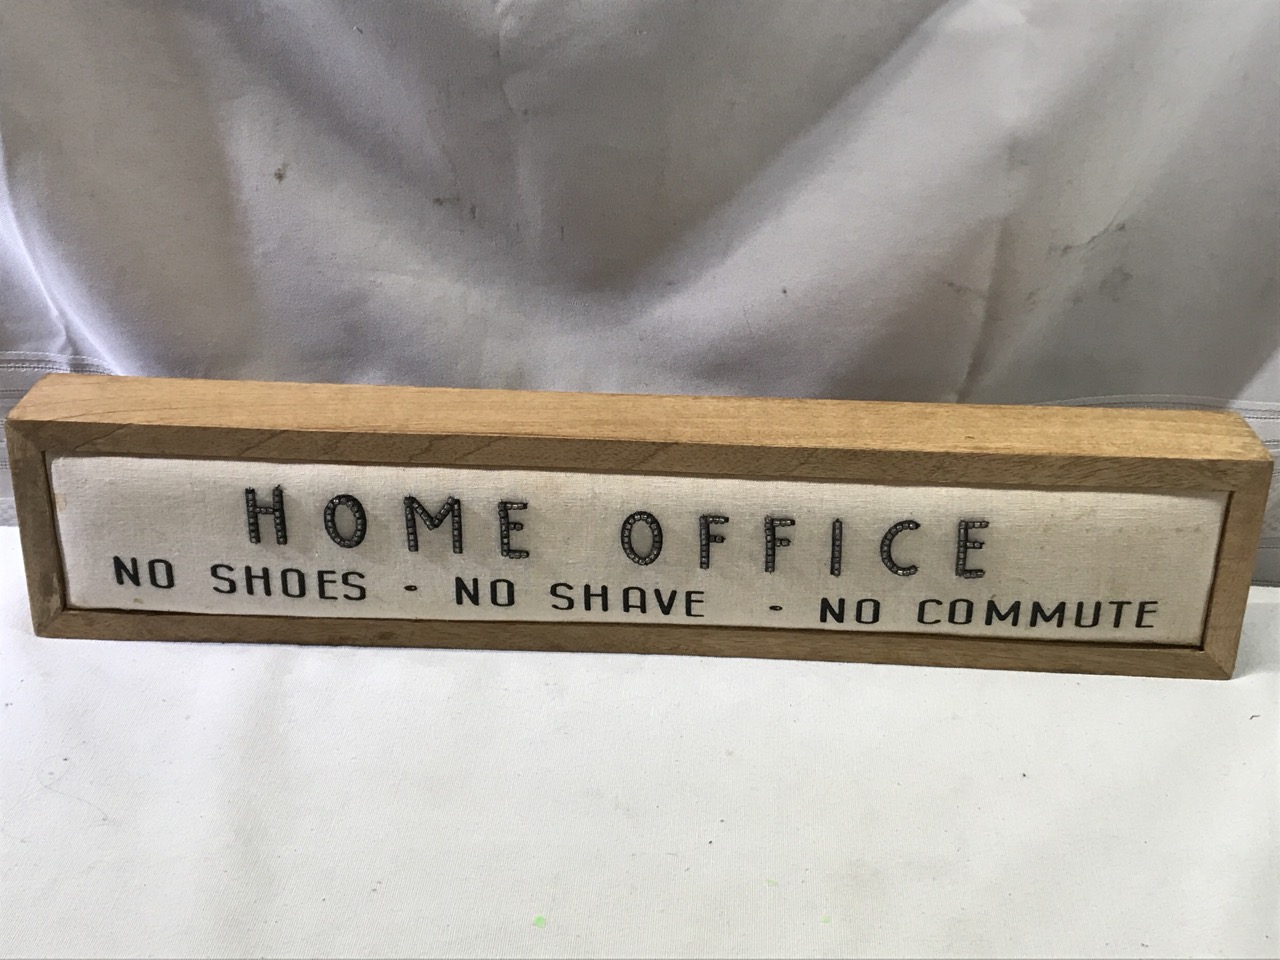 HOME OFFICE
NO SHOES - NO SHAVE - NO COMMUTE